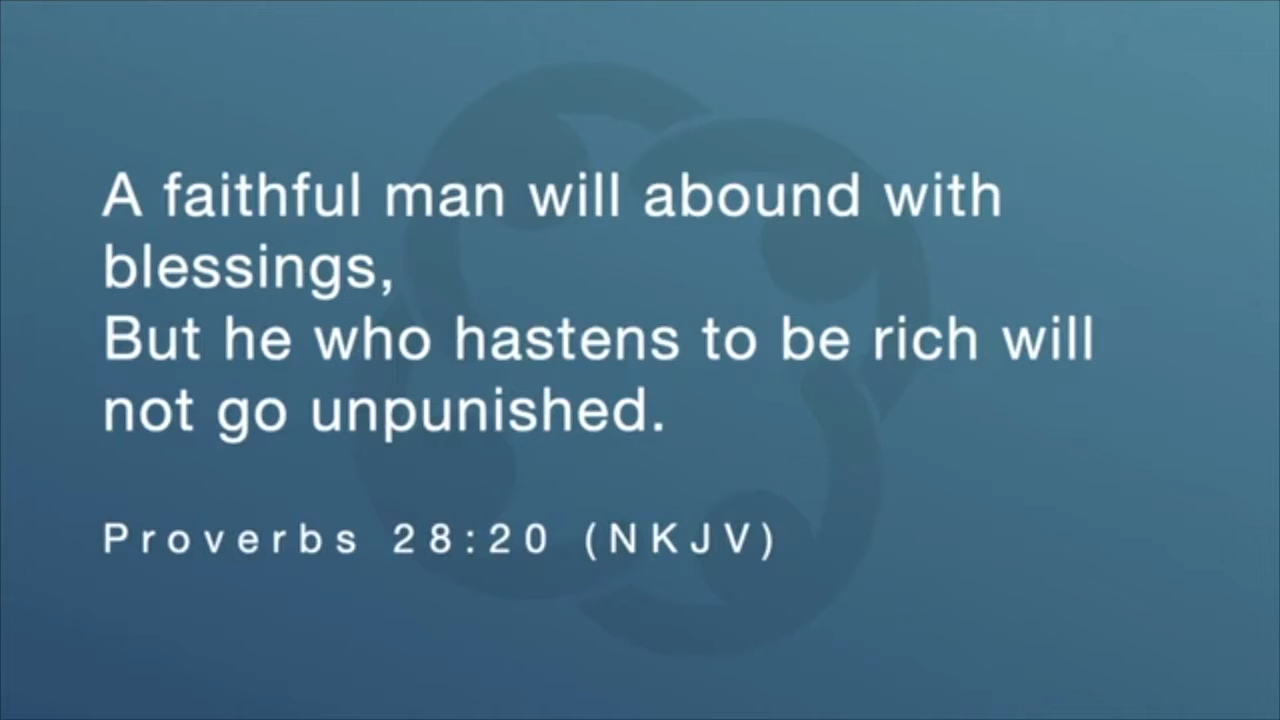 A faithful man will abound with
blessings,
But he who hastens to be rich will
not go unpunished.
Proverbs 28:20 (NKJV)